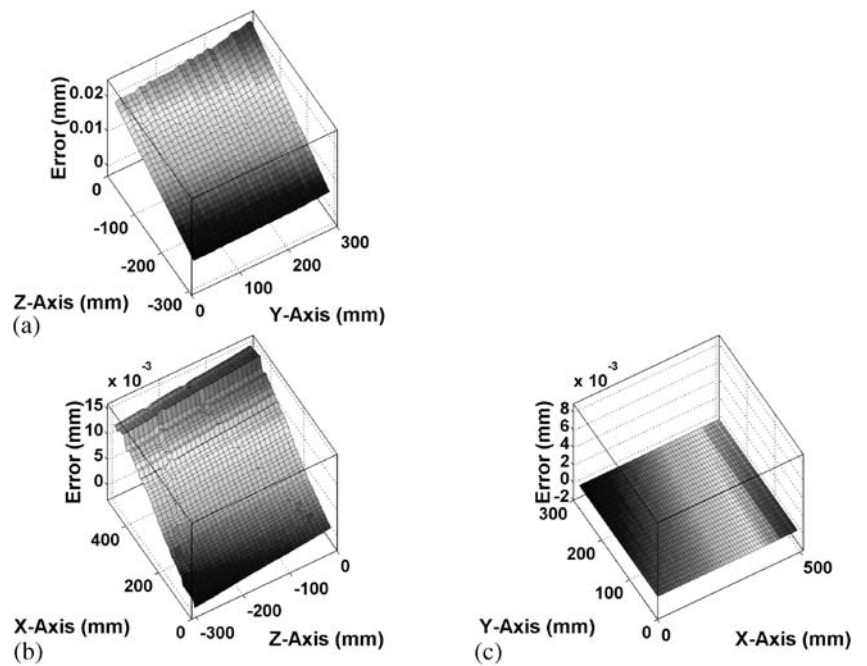 Error (mm)
0.02
0.01
0
0
-100
-200
-300
Z-Axis (mm)
0
100
200
300
Y-Axis (mm)
(a)
x 10 -3
Error (mm)
15
10
5
0
400
200
0
X-Axis (mm)
-300
-200
-100
0
Z-Axis (mm)
(b)
x 10 -3
Error (mm)
8
6
4
2
0
-2
300
200
100
0
Y-Axis (mm)
0
500
X-Axis (mm)
(c)